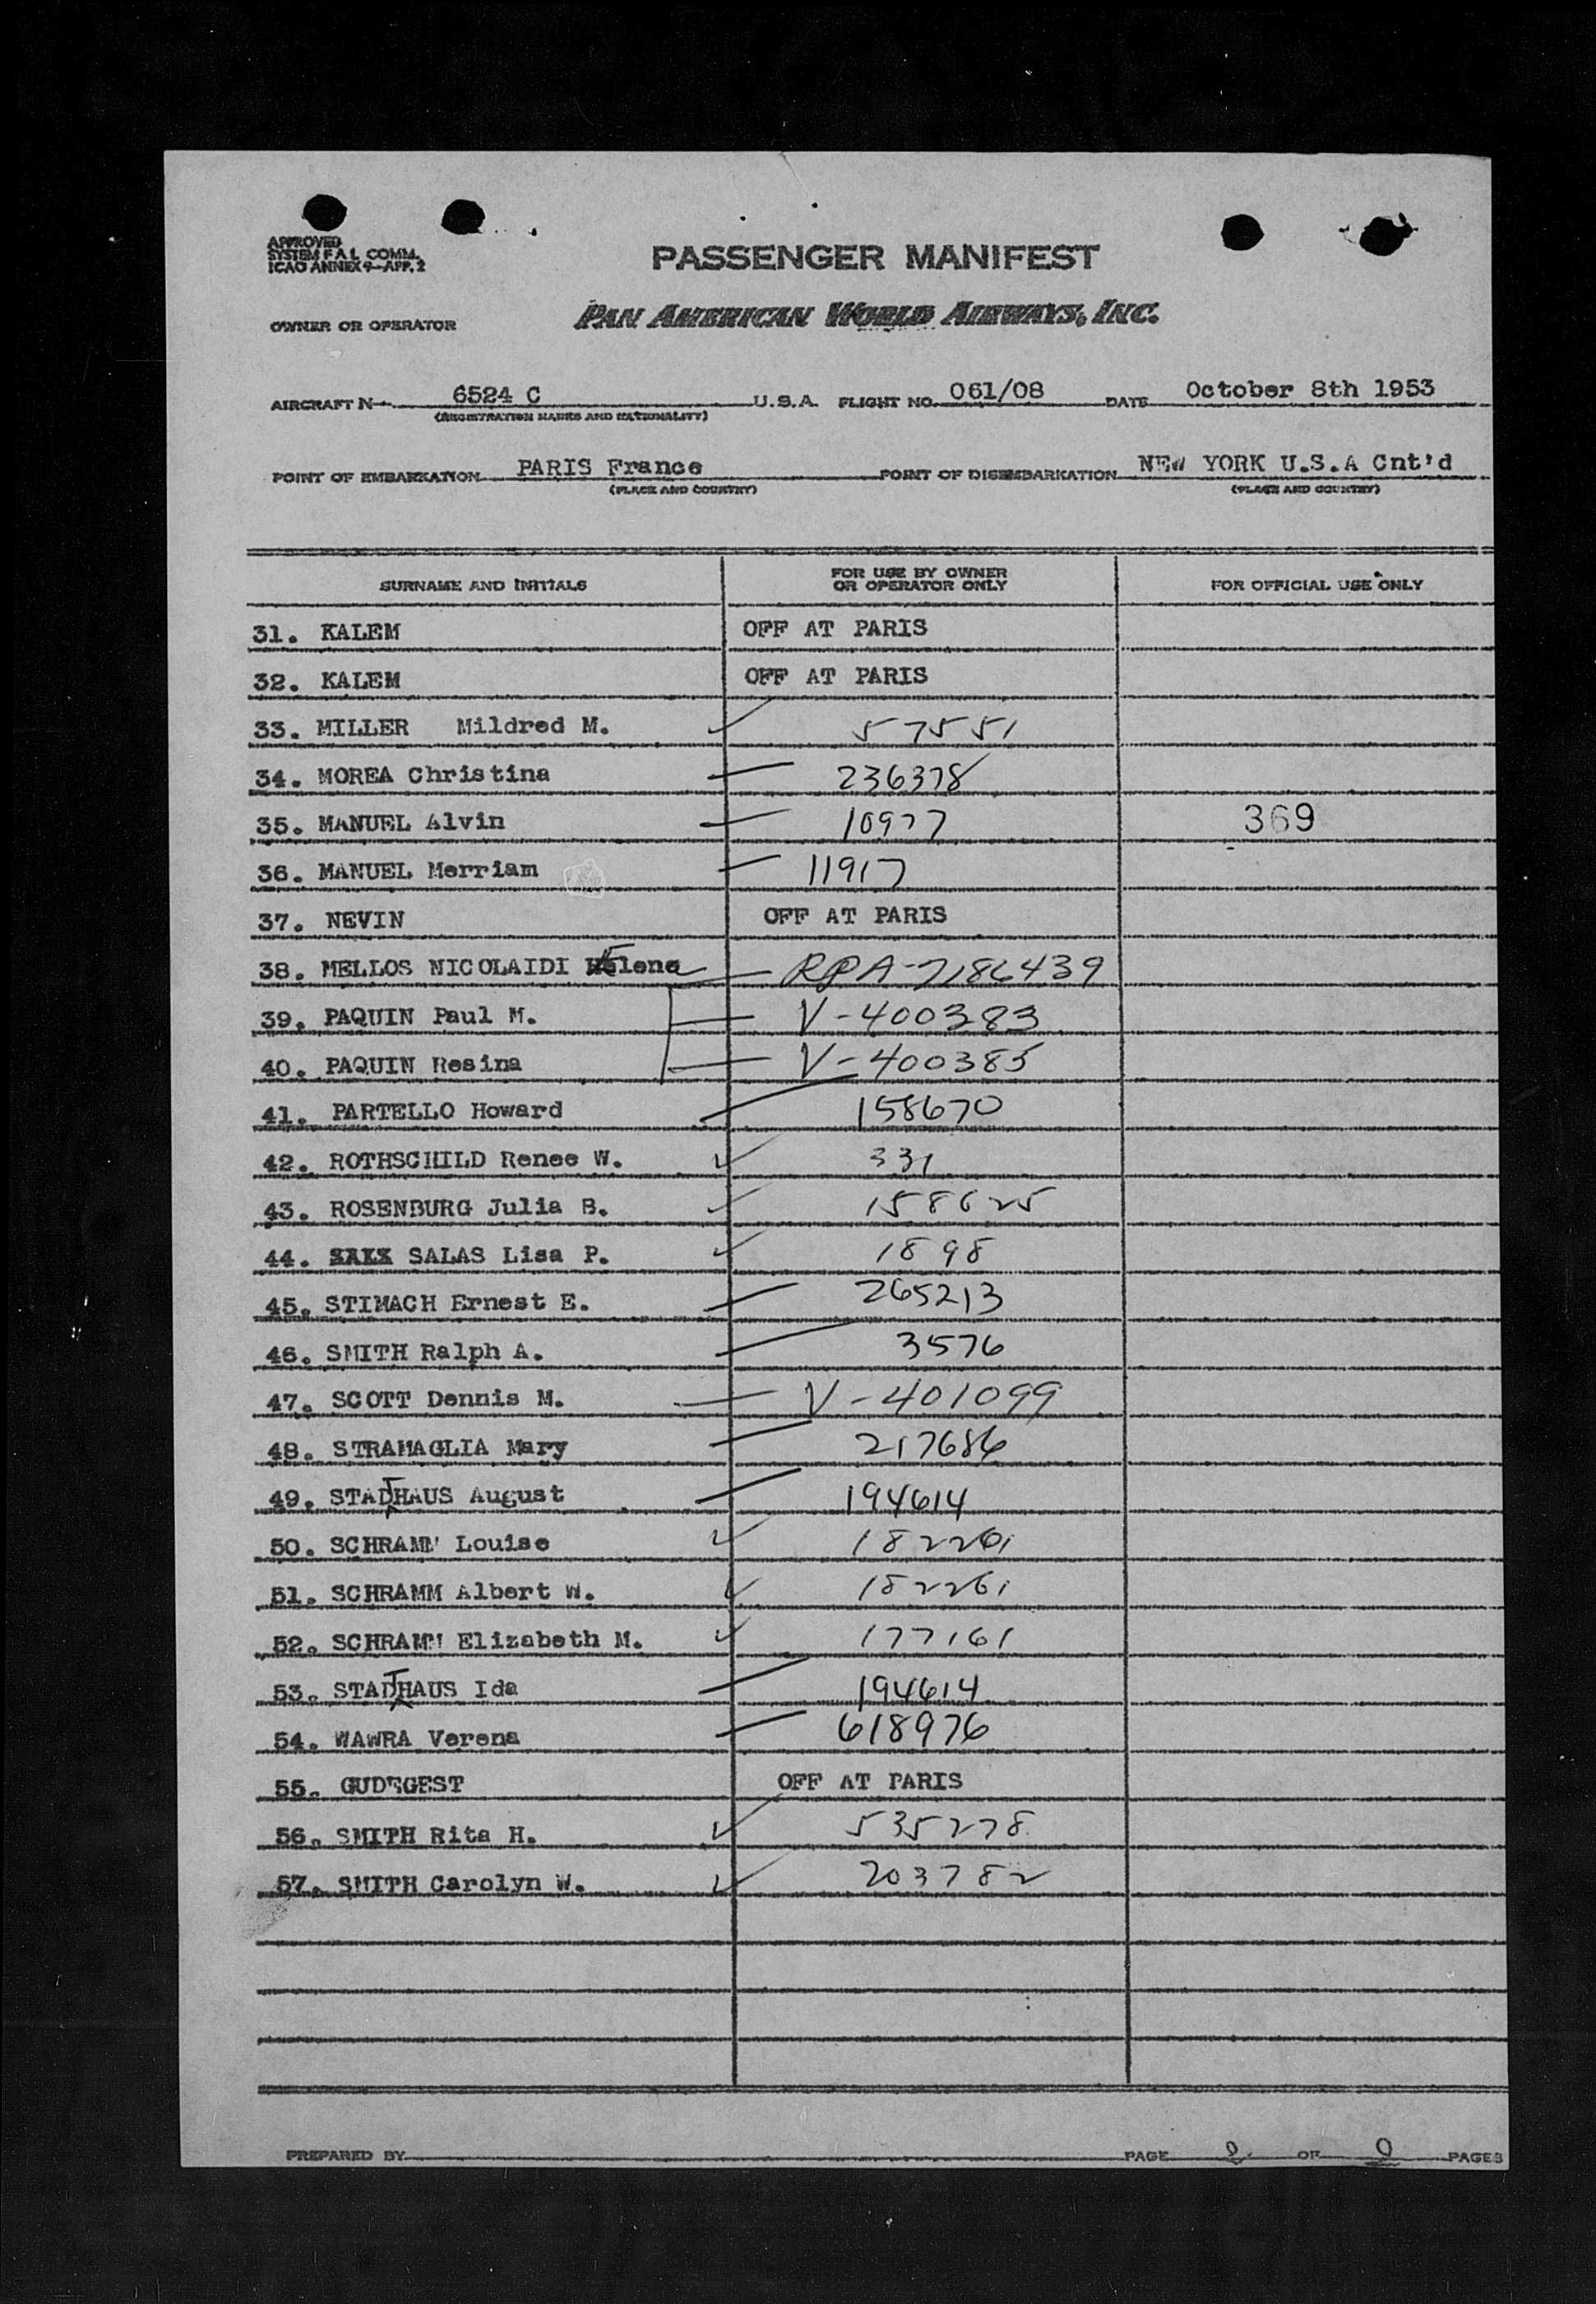 APPROVED
SYSTEM F A L COMM.
ICAO ANNEX 9—APP. 2
PASSENGER MANIFEST
OWNER OR OPERATOR PAN AMERICAN WORLD AIRWAYS, INC.
AIRCRAFT N 6524 C U.S.A. FLIGHT NO. 061/08 DATE October 8th 1953
(REGISTRATION MARKS AND NATIONALITY)
POINT OF EMBARKATION PARIS France POINT OF DISEMBARKATION NEW YORK U.S.A Cnt'd
(PLACE AND COUNTRY) (PLACE AND COUNTRY)
SURNAME AND INITIALS FOR USE BY OWNER OR OPERATOR ONLY FOR OFFICIAL USE ONLY
31. KALEM OFF AT PARIS
32. KALEM OFF AT PARIS
33. MILLER Mildred M. 57551
34. MOREA Christina 236378
35. MANUEL Alvin 10977 369
36. MANUEL Merriam 11917
37. NEVIN OFF AT PARIS
38. MELLOS NICOLAIDI Elene RPA-7186439
39. PAQUIN Paul M. V-400383
40. PAQUIN Resina V-400385
41. PARTELLO Howard 158670
42. ROTHSCHILD Renee W. 331
43. ROSENBURG Julia B. 158625
44. SALAS Lisa P. 1898
45. STIMACH Ernest E. 265213
46. SMITH Ralph A. 3576
47. SCOTT Dennis M. V-401099
48. STRAMAGLIA Mary 217686
49. STATHAUS August 194614
50. SCHRAMM Louise 182261
51. SCHRAMM Albert W. 182261
52. SCHRAMM Elizabeth M. 177161
53. STATHAUS Ida 194614
54. WAWRA Verena 618976
55. GUDEGEST OFF AT PARIS
56. SMITH Rita H. 535278
57. SMITH Carolyn W. 203782
PREPARED BY PAGE OF PAGES